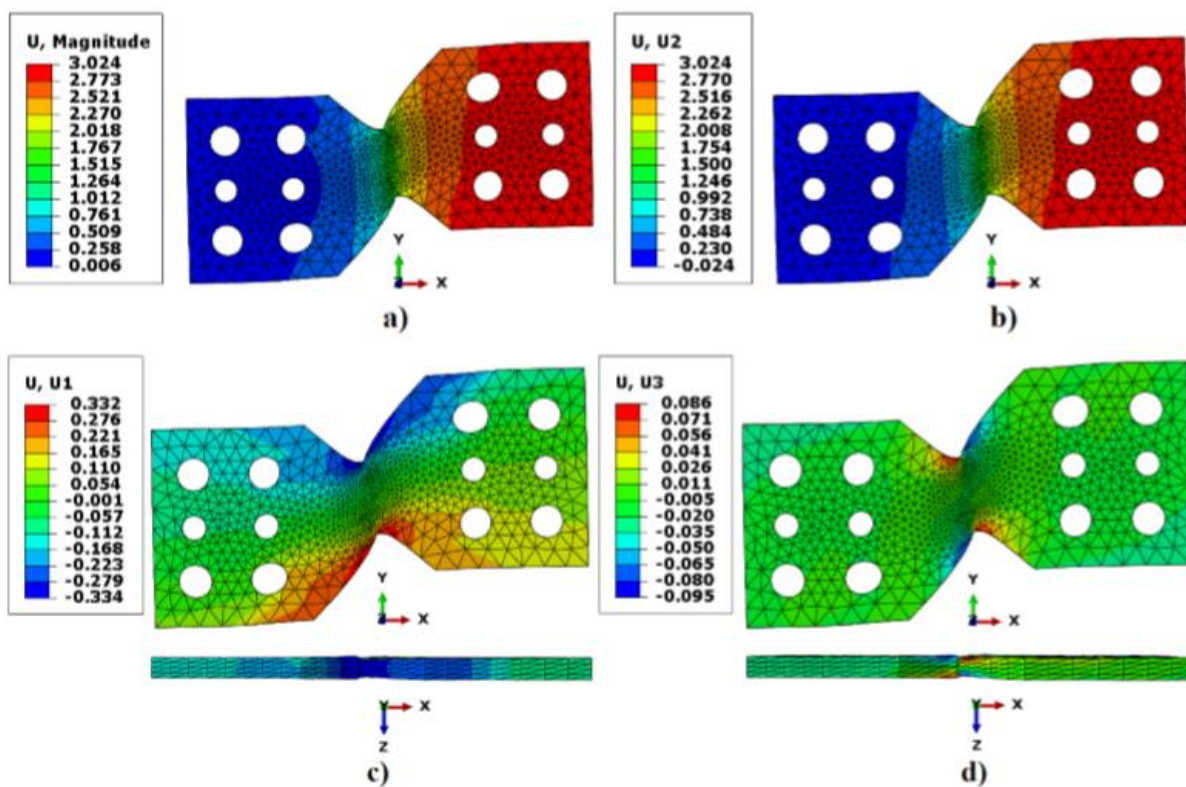 U, Magnitude
3.024
2.773
2.521
2.270
2.018
1.767
1.515
1.264
1.012
0.761
0.509
0.258
0.006
Y
Z
X
a)
U, U2
3.024
2.770
2.516
2.262
2.008
1.754
1.500
1.246
0.992
0.738
0.484
0.230
-0.024
Y
Z
X
b)
U, U1
0.332
0.276
0.221
0.165
0.110
0.054
-0.001
-0.057
-0.112
-0.168
-0.223
-0.279
-0.334
Y
Z
X
Y
X
Z
c)
U, U3
0.086
0.071
0.056
0.041
0.026
0.011
-0.005
-0.020
-0.035
-0.050
-0.065
-0.080
-0.095
Y
Z
X
Y
X
Z
d)